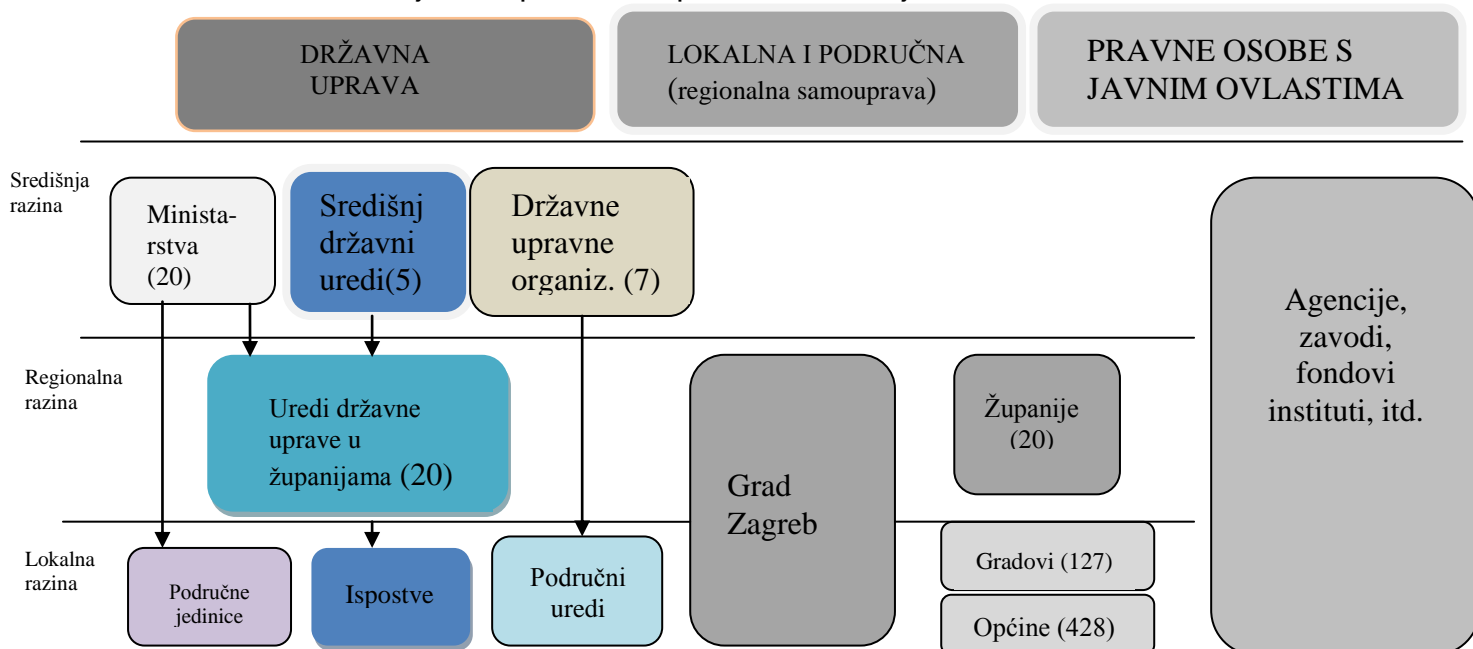 DRŽAVNA
UPRAVA
LOKALNA I PODRUČNA
(regionalna samouprava)
PRAVNE OSOBE S
JAVNIM OVLASTIMA
Središnja
razina
Minista-
rstva
(20)
Središnj
državni
uredi(5)
Državne
upravne
organiz. (7)
Agencije,
zavodi,
fondovi
instituti, itd.
Regionalna
razina
Uredi državne
uprave u
županijama (20)
Grad
Zagreb
Županije
(20)
Lokalna
razina
Područne
jedinice
Ispostve
Područni
uredi
Gradovi (127)
Općine (428)